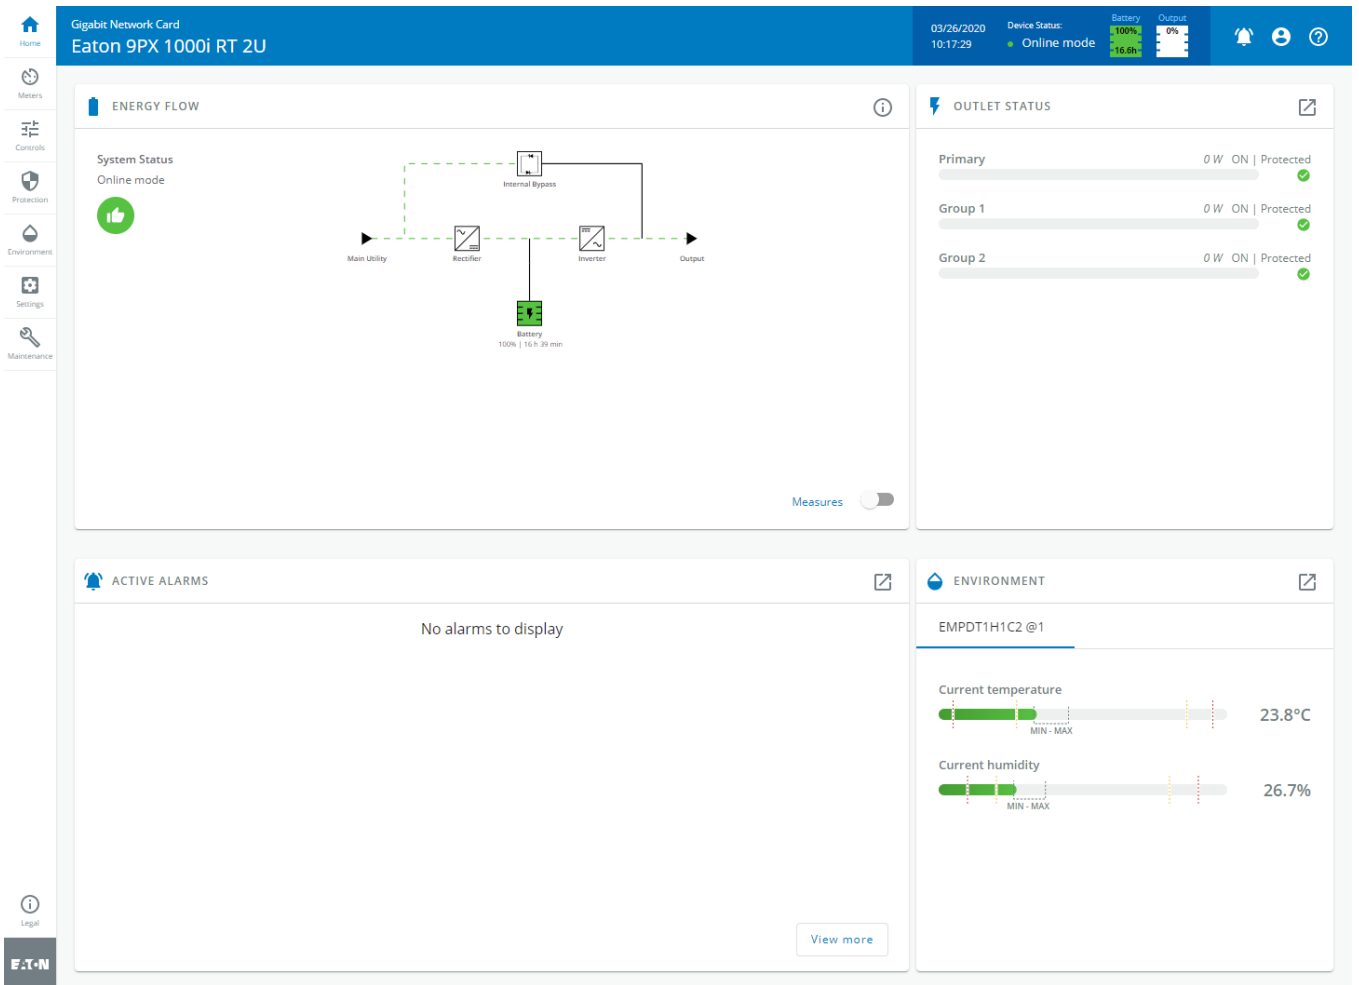 Gigabit Network Card
Eaton 9PX 1000i RT 2U
03/26/2020
10:17:29
Device Status:
Online mode
Battery
100%
16.6h
Output
0%
Home
Meters
Controls
Protection
Environment
Settings
Maintenance
Legal
EATON
ENERGY FLOW
System Status
Online mode
Internal Bypass
Main Utility
Rectifier
Inverter
Output
Battery
100% | 16 h 39 min
Measures
OUTLET STATUS
Primary 0 W ON | Protected
Group 1 0 W ON | Protected
Group 2 0 W ON | Protected
ACTIVE ALARMS
No alarms to display
View more
ENVIRONMENT
EMPDT1H1C2 @1
Current temperature
23.8°C
MIN - MAX
Current humidity
26.7%
MIN - MAX